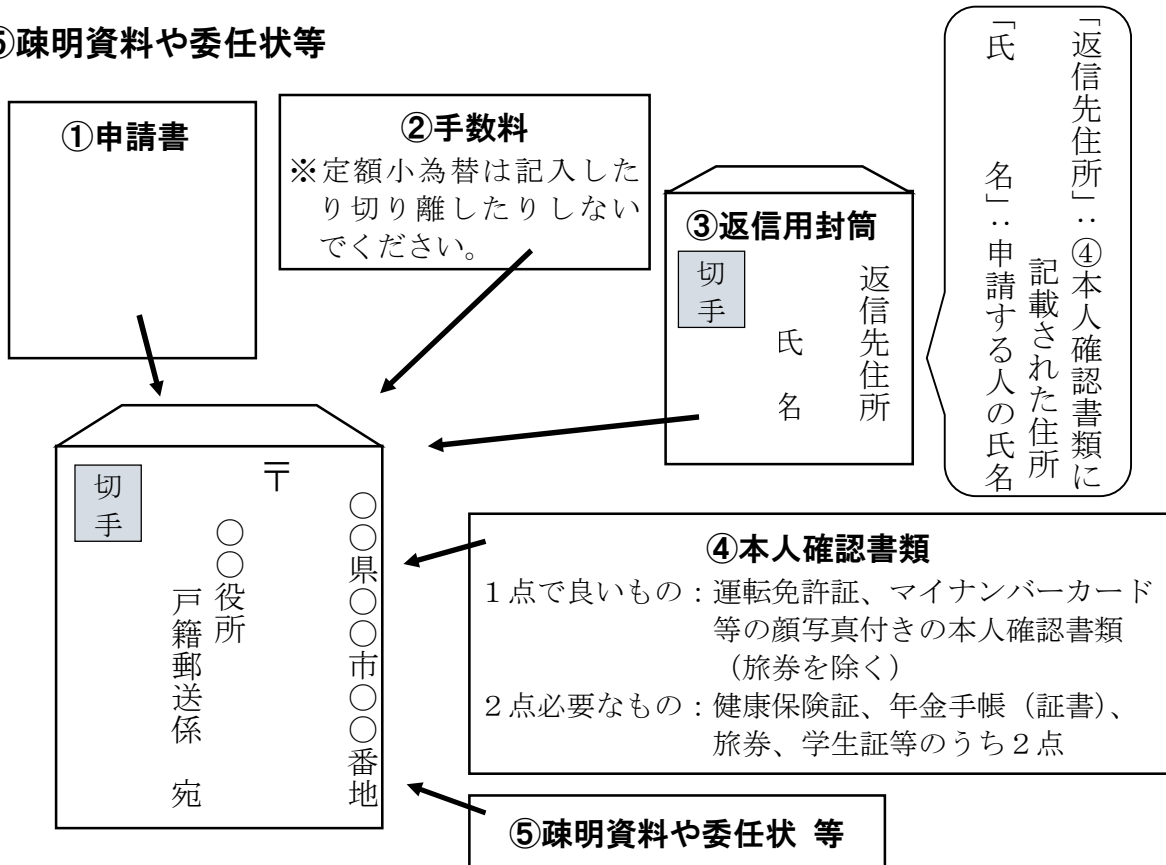 ⑤疎明資料や委任状等
①申請書
②手数料
※定額小為替は記入した
り切り離したりしない
でください。
③返信用封筒
切手
返信先住所
氏　名
「返信先住所」：④本人確認書類に
記載された住所
「氏　　名」：申請する人の氏名
切手
〒
〇〇県〇〇市〇〇番地
〇〇役所
戸籍郵送係　宛
④本人確認書類
１点で良いもの：運転免許証、マイナンバーカード
等の顔写真付きの本人確認書類
（旅券を除く）
２点必要なもの：健康保険証、年金手帳（証書）、
旅券、学生証等のうち２点
⑤疎明資料や委任状 等